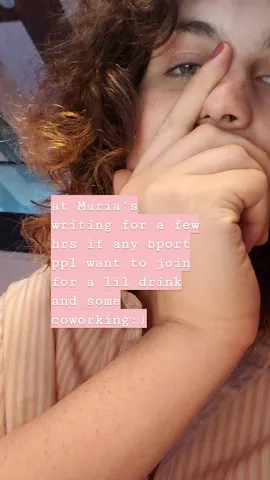 at Maria's
writing for a few
hrs if any bport
ppl want to join
for a lil drink
and some
coworking:)